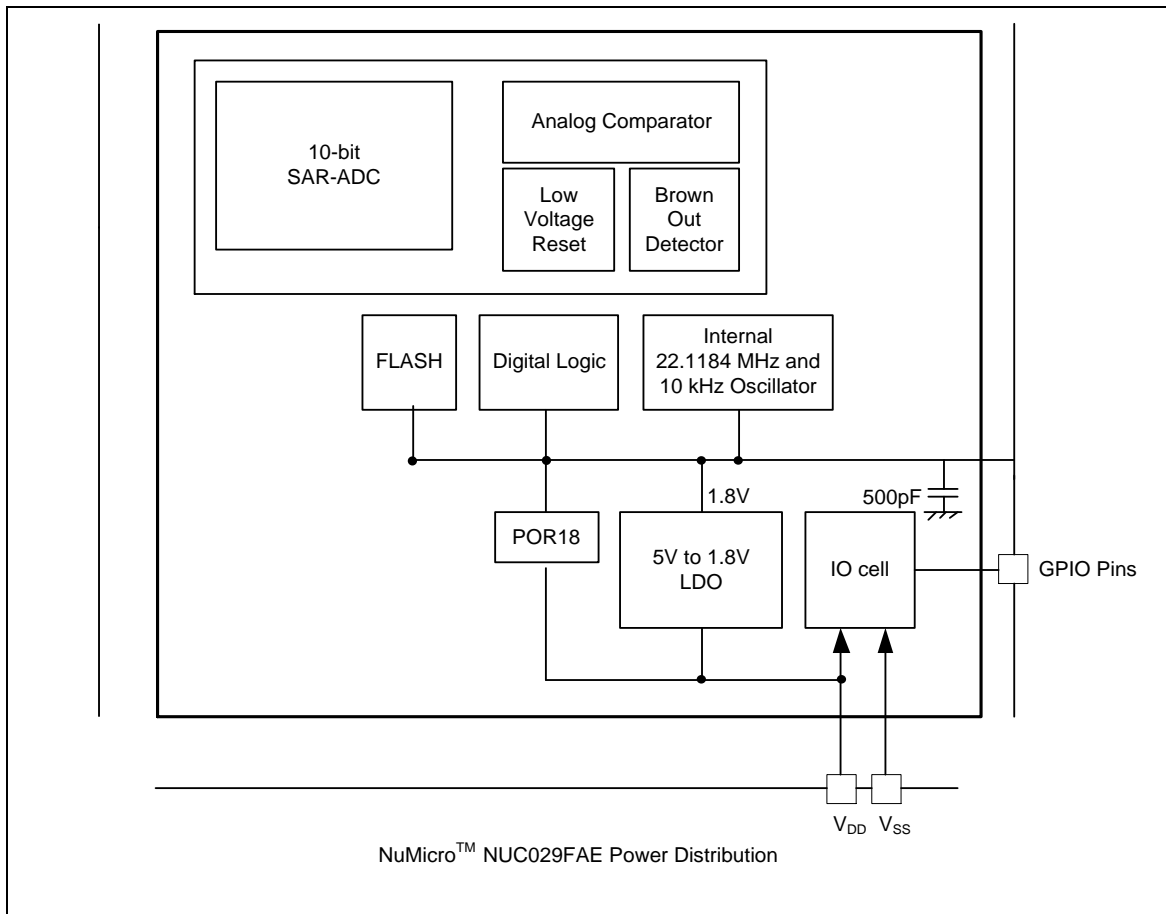 10-bit
SAR-ADC
Analog Comparator
Low
Voltage
Reset
Brown
Out
Detector
FLASH
Digital Logic
Internal
22.1184 MHz and
10 kHz Oscillator
1.8V
500pF
POR18
5V to 1.8V
LDO
IO cell
GPIO Pins
VDD
VSS
NuMicro™ NUC029FAE Power Distribution